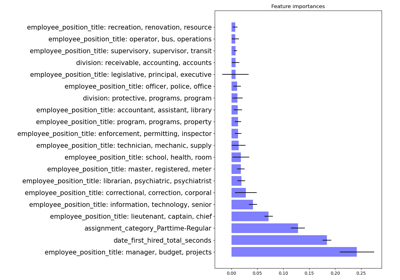 Feature importances
employee_position_title: recreation, renovation, resource
employee_position_title: operator, bus, operations
employee_position_title: supervisory, supervisor, transit
division: receivable, accounting, accounts
employee_position_title: legislative, principal, executive
employee_position_title: officer, police, office
division: protective, programs, program
employee_position_title: accountant, assistant, library
employee_position_title: program, programs, property
employee_position_title: enforcement, permitting, inspector
employee_position_title: technician, mechanic, supply
employee_position_title: school, health, room
employee_position_title: master, registered, meter
employee_position_title: librarian, psychiatric, psychiatrist
employee_position_title: correctional, correction, corporal
employee_position_title: information, technology, senior
employee_position_title: lieutenant, captain, chief
assignment_category_Parttime-Regular
date_first_hired_total_seconds
employee_position_title: manager, budget, projects
0.00 0.05 0.10 0.15 0.20 0.25